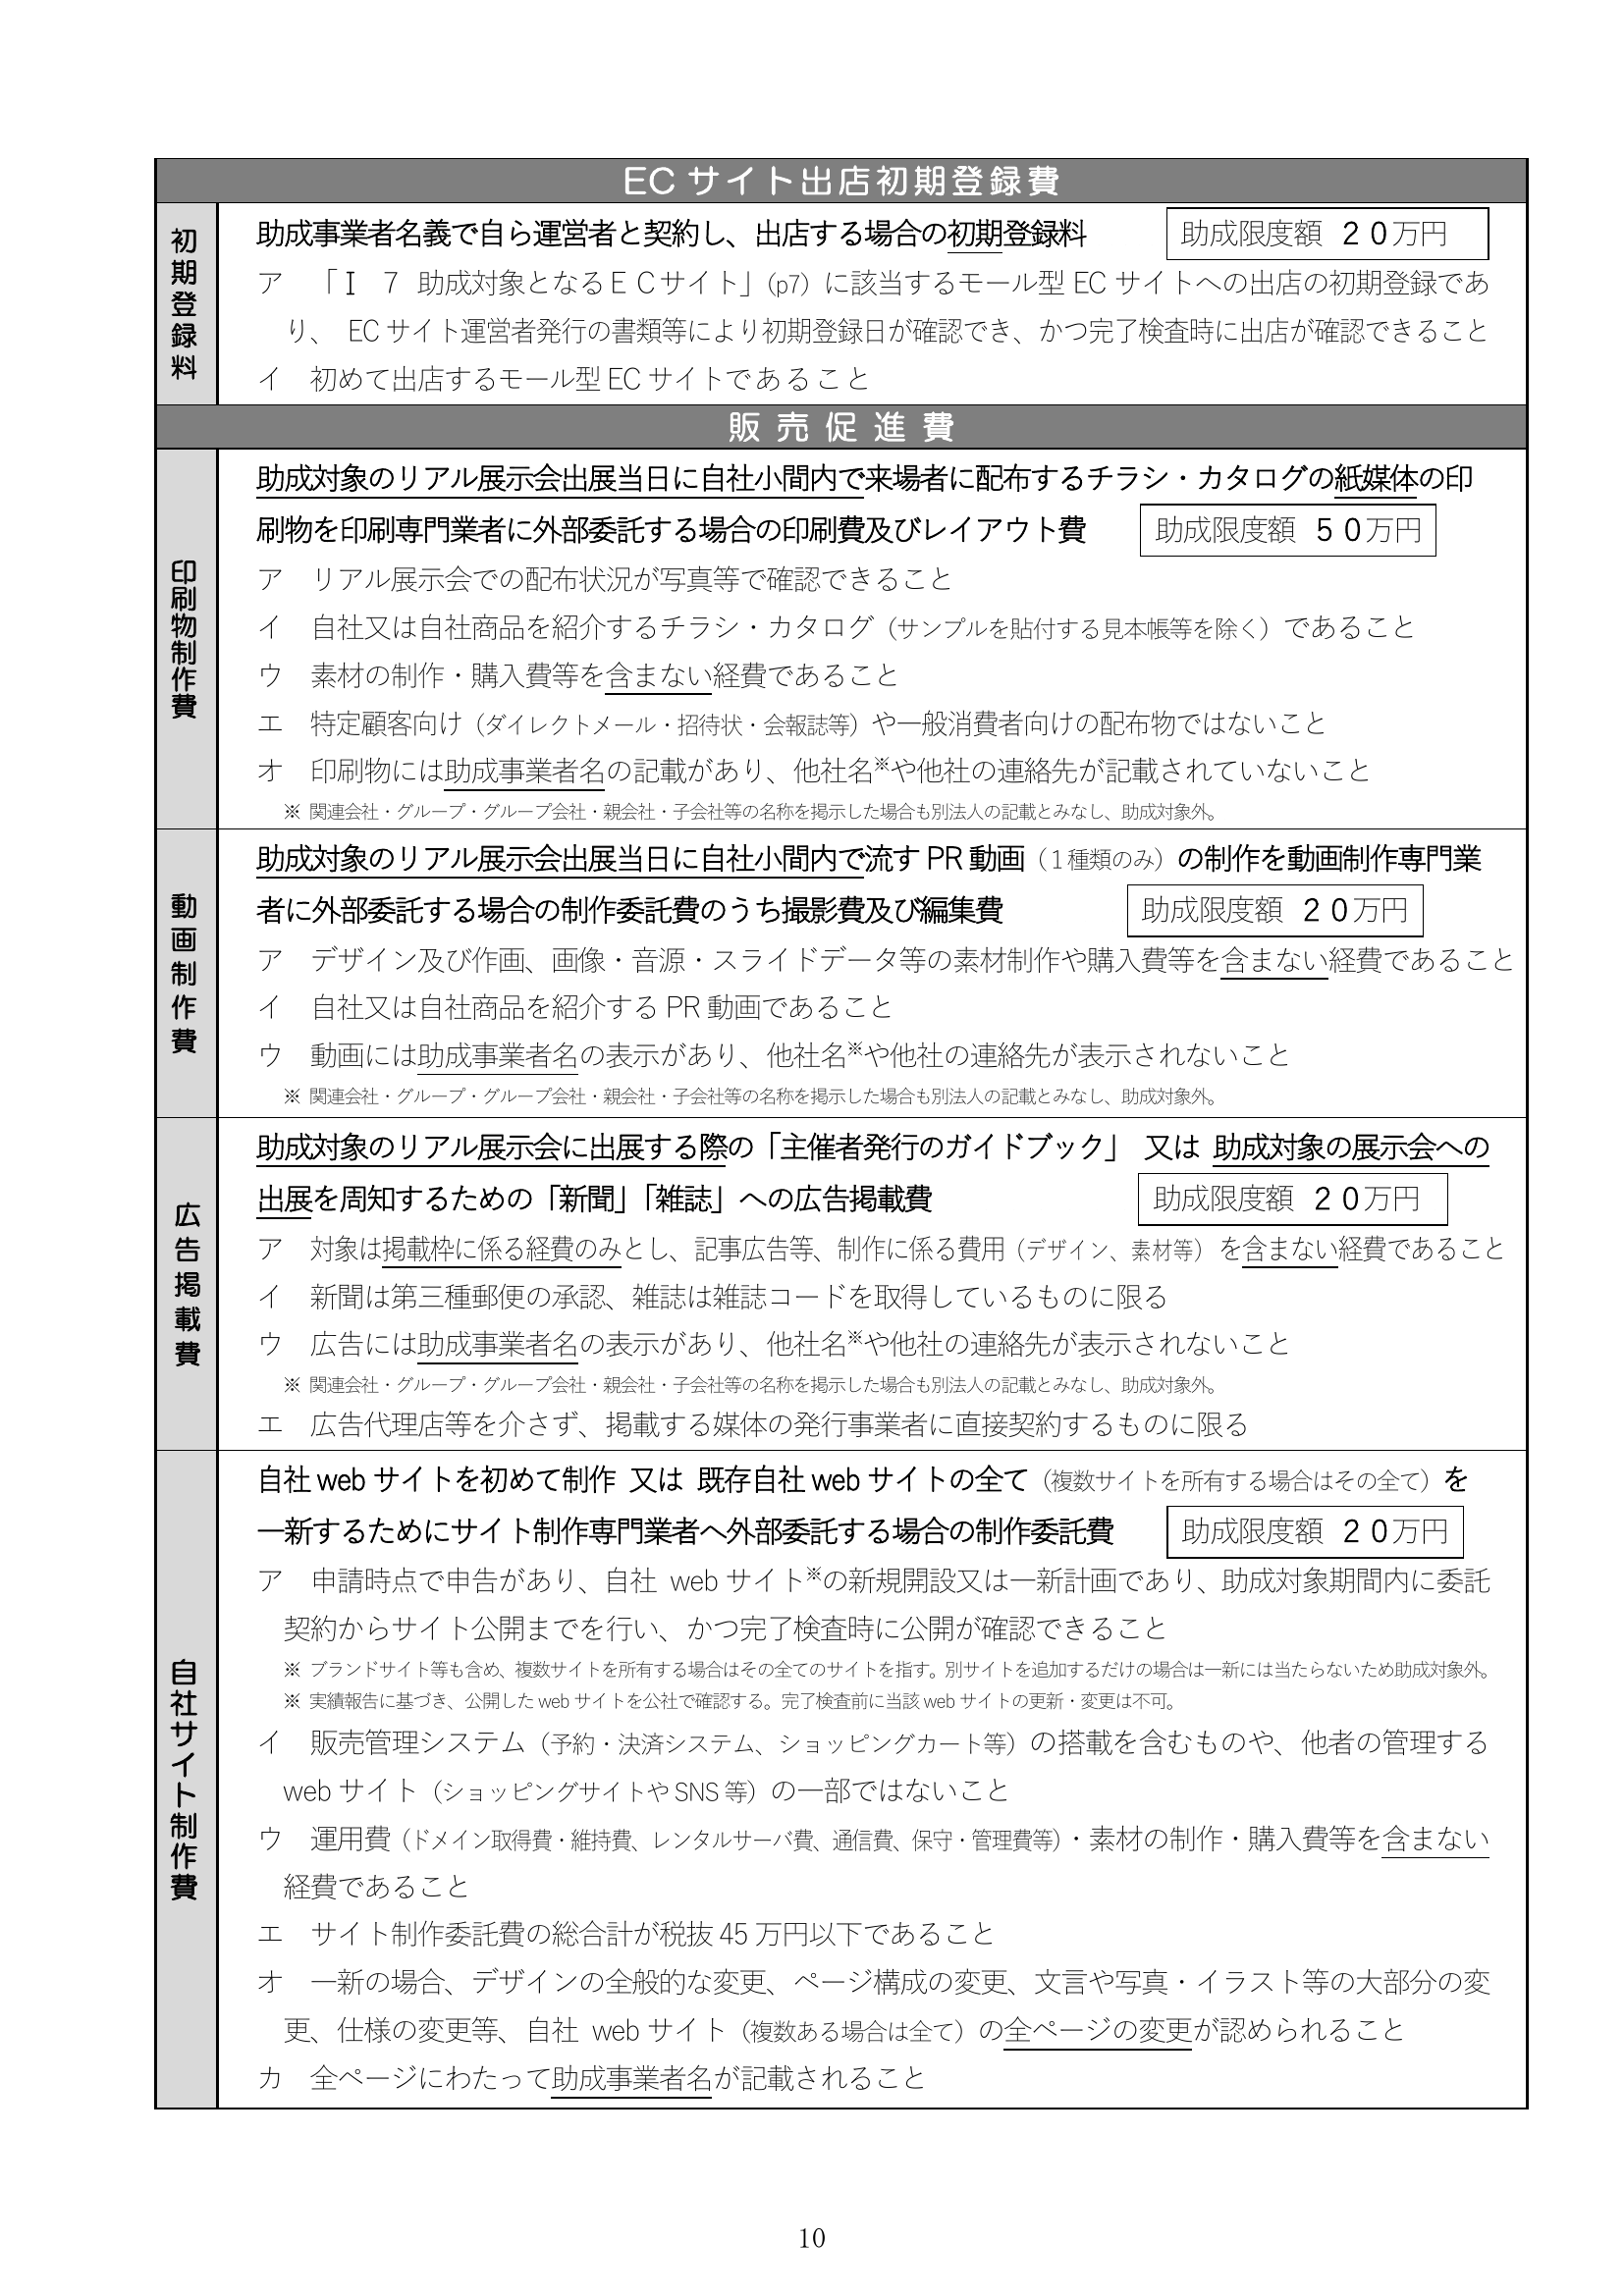 EC サイト出店初期登録費
初期登録料
助成事業者名義で自ら運営者と契約し、出店する場合の初期登録料 助成限度額 ２０万円
ア 「Ⅰ ７ 助成対象となるＥＣサイト」(p7) に該当するモール型 EC サイトへの出店の初期登録であ
り、 EC サイト運営者発行の書類等により初期登録日が確認でき、かつ完了検査時に出店が確認できること
イ 初めて出店するモール型 EC サイトであること
販売促進費
印刷物制作費
助成対象のリアル展示会出展当日に自社小間内で来場者に配布するチラシ・カタログの紙媒体の印
刷物を印刷専門業者に外部委託する場合の印刷費及びレイアウト費 助成限度額 ５０万円
ア リアル展示会での配布状況が写真等で確認できること
イ 自社又は自社商品を紹介するチラシ・カタログ（サンプルを貼付する見本帳等を除く）であること
ウ 素材の制作・購入費等を含まない経費であること
エ 特定顧客向け（ダイレクトメール・招待状・会報誌等）や一般消費者向けの配布物ではないこと
オ 印刷物には助成事業者名の記載があり、他社名※や他社の連絡先が記載されていないこと
※ 関連会社・グループ・グループ会社・親会社・子会社等の名称を掲示した場合も別法人の記載とみなし、助成対象外。
動画制作費
助成対象のリアル展示会出展当日に自社小間内で流す PR 動画（１種類のみ）の制作を動画制作専門業
者に外部委託する場合の制作委託費のうち撮影費及び編集費 助成限度額 ２０万円
ア デザイン及び作画、画像・音源・スライドデータ等の素材制作や購入費等を含まない経費であること
イ 自社又は自社商品を紹介する PR 動画であること
ウ 動画には助成事業者名の表示があり、他社名※や他社の連絡先が表示されないこと
※ 関連会社・グループ・グループ会社・親会社・子会社等の名称を掲示した場合も別法人の記載とみなし、助成対象外。
広告掲載費
助成対象のリアル展示会に出展する際の「主催者発行のガイドブック」 又は 助成対象の展示会への
出展を周知するための「新聞」「雑誌」への広告掲載費 助成限度額 ２０万円
ア 対象は掲載枠に係る経費のみとし、記事広告等、制作に係る費用（デザイン、素材等）を含まない経費であること
イ 新聞は第三種郵便の承認、雑誌は雑誌コードを取得しているものに限る
ウ 広告には助成事業者名の表示があり、他社名※や他社の連絡先が表示されないこと
※ 関連会社・グループ・グループ会社・親会社・子会社等の名称を掲示した場合も別法人の記載とみなし、助成対象外。
エ 広告代理店等を介さず、掲載する媒体の発行事業者に直接契約するものに限る
自社サイト制作費
自社 web サイトを初めて制作 又は 既存自社 web サイトの全て（複数サイトを所有する場合はその全て）を
一新するためにサイト制作専門業者へ外部委託する場合の制作委託費 助成限度額 ２０万円
ア 申請時点で申告があり、自社 web サイト※の新規開設又は一新計画であり、助成対象期間内に委託
契約からサイト公開までを行い、かつ完了検査時に公開が確認できること
※ ブランドサイト等も含め、複数サイトを所有する場合はその全てのサイトを指す。別サイトを追加するだけの場合は一新には当たらないため助成対象外。
※ 実績報告に基づき、公開した web サイトを公社で確認する。完了検査前に当該 web サイトの更新・変更は不可。
イ 販売管理システム（予約・決済システム、ショッピングカート等）の搭載を含むものや、他者の管理する
web サイト（ショッピングサイトや SNS 等）の一部ではないこと
ウ 運用費（ドメイン取得費・維持費、レンタルサーバ費、通信費、保守・管理費等）・素材の制作・購入費等を含まない
経費であること
エ サイト制作委託費の総合計が税抜 45 万円以下であること
オ 一新の場合、デザインの全般的な変更、ページ構成の変更、文言や写真・イラスト等の大部分の変
更、仕様の変更等、自社 web サイト（複数ある場合は全て）の全ページの変更が認められること
カ 全ページにわたって助成事業者名が記載されること
10